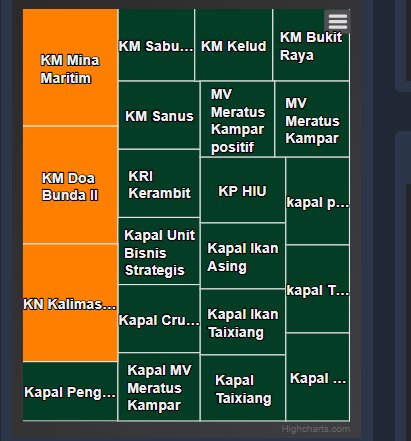 KM Mina
Maritim
KM Doa
Bunda II
KN Kalimas…
Kapal Peng…
KM Sabu…
KM Kelud
KM Bukit
Raya
KM Sanus
MV
Meratus
Kampar
positif
MV
Meratus
Kampar
KRI
Kerambit
KP HIU
kapal p…
Kapal Unit
Bisnis
Strategis
Kapal Ikan
Asing
kapal T…
Kapal Cru…
Kapal Ikan
Taixiang
Kapal MV
Meratus
Kampar
Kapal
Taixiang
Kapal …
Highcharts.com